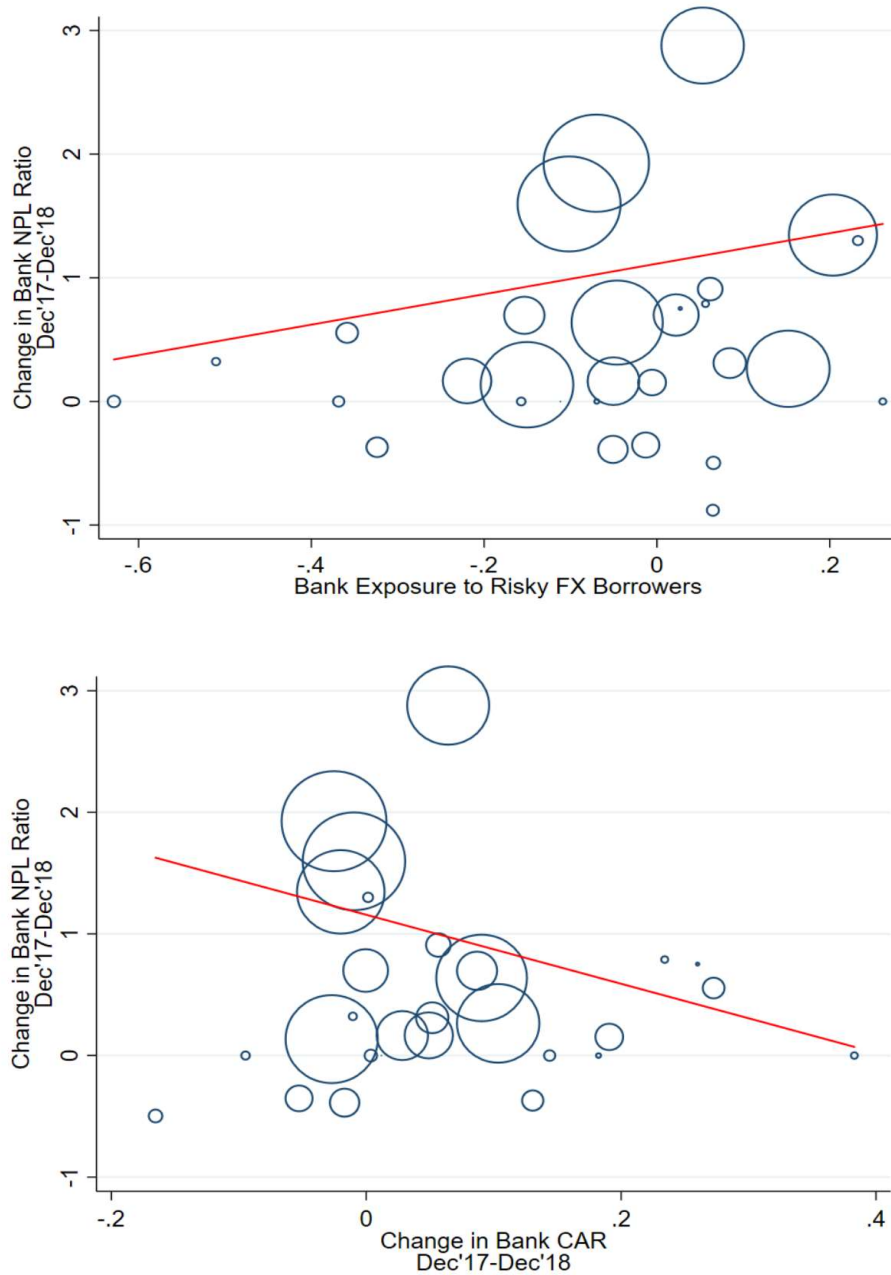 3
2
1
0
-1
Change in Bank NPL Ratio
Dec'17-Dec'18
-.6
-.4
-.2
0
.2
Bank Exposure to Risky FX Borrowers
3
2
1
0
-1
Change in Bank NPL Ratio
Dec'17-Dec'18
-.2
0
.2
.4
Change in Bank CAR
Dec'17-Dec'18